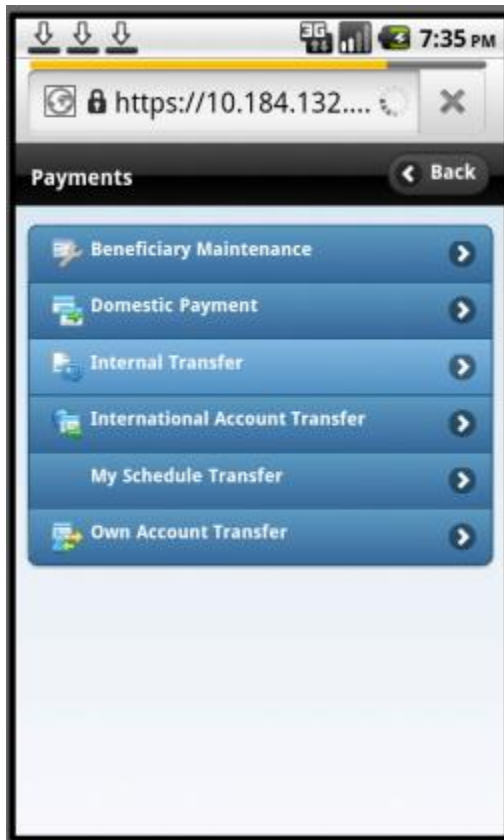 3G 7:35 PM
https://10.184.132....
Payments
Back
Beneficiary Maintenance
Domestic Payment
Internal Transfer
International Account Transfer
My Schedule Transfer
Own Account Transfer